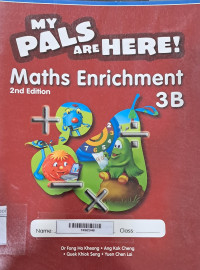 MY
PALS
ARE HERE!
Maths Enrichment
2nd Edition
3B
Name:
Class:
Dr Fong Ho Kheong • Ang Kok Cheng
• Quek Khiok Seng • Yuen Chen Lai